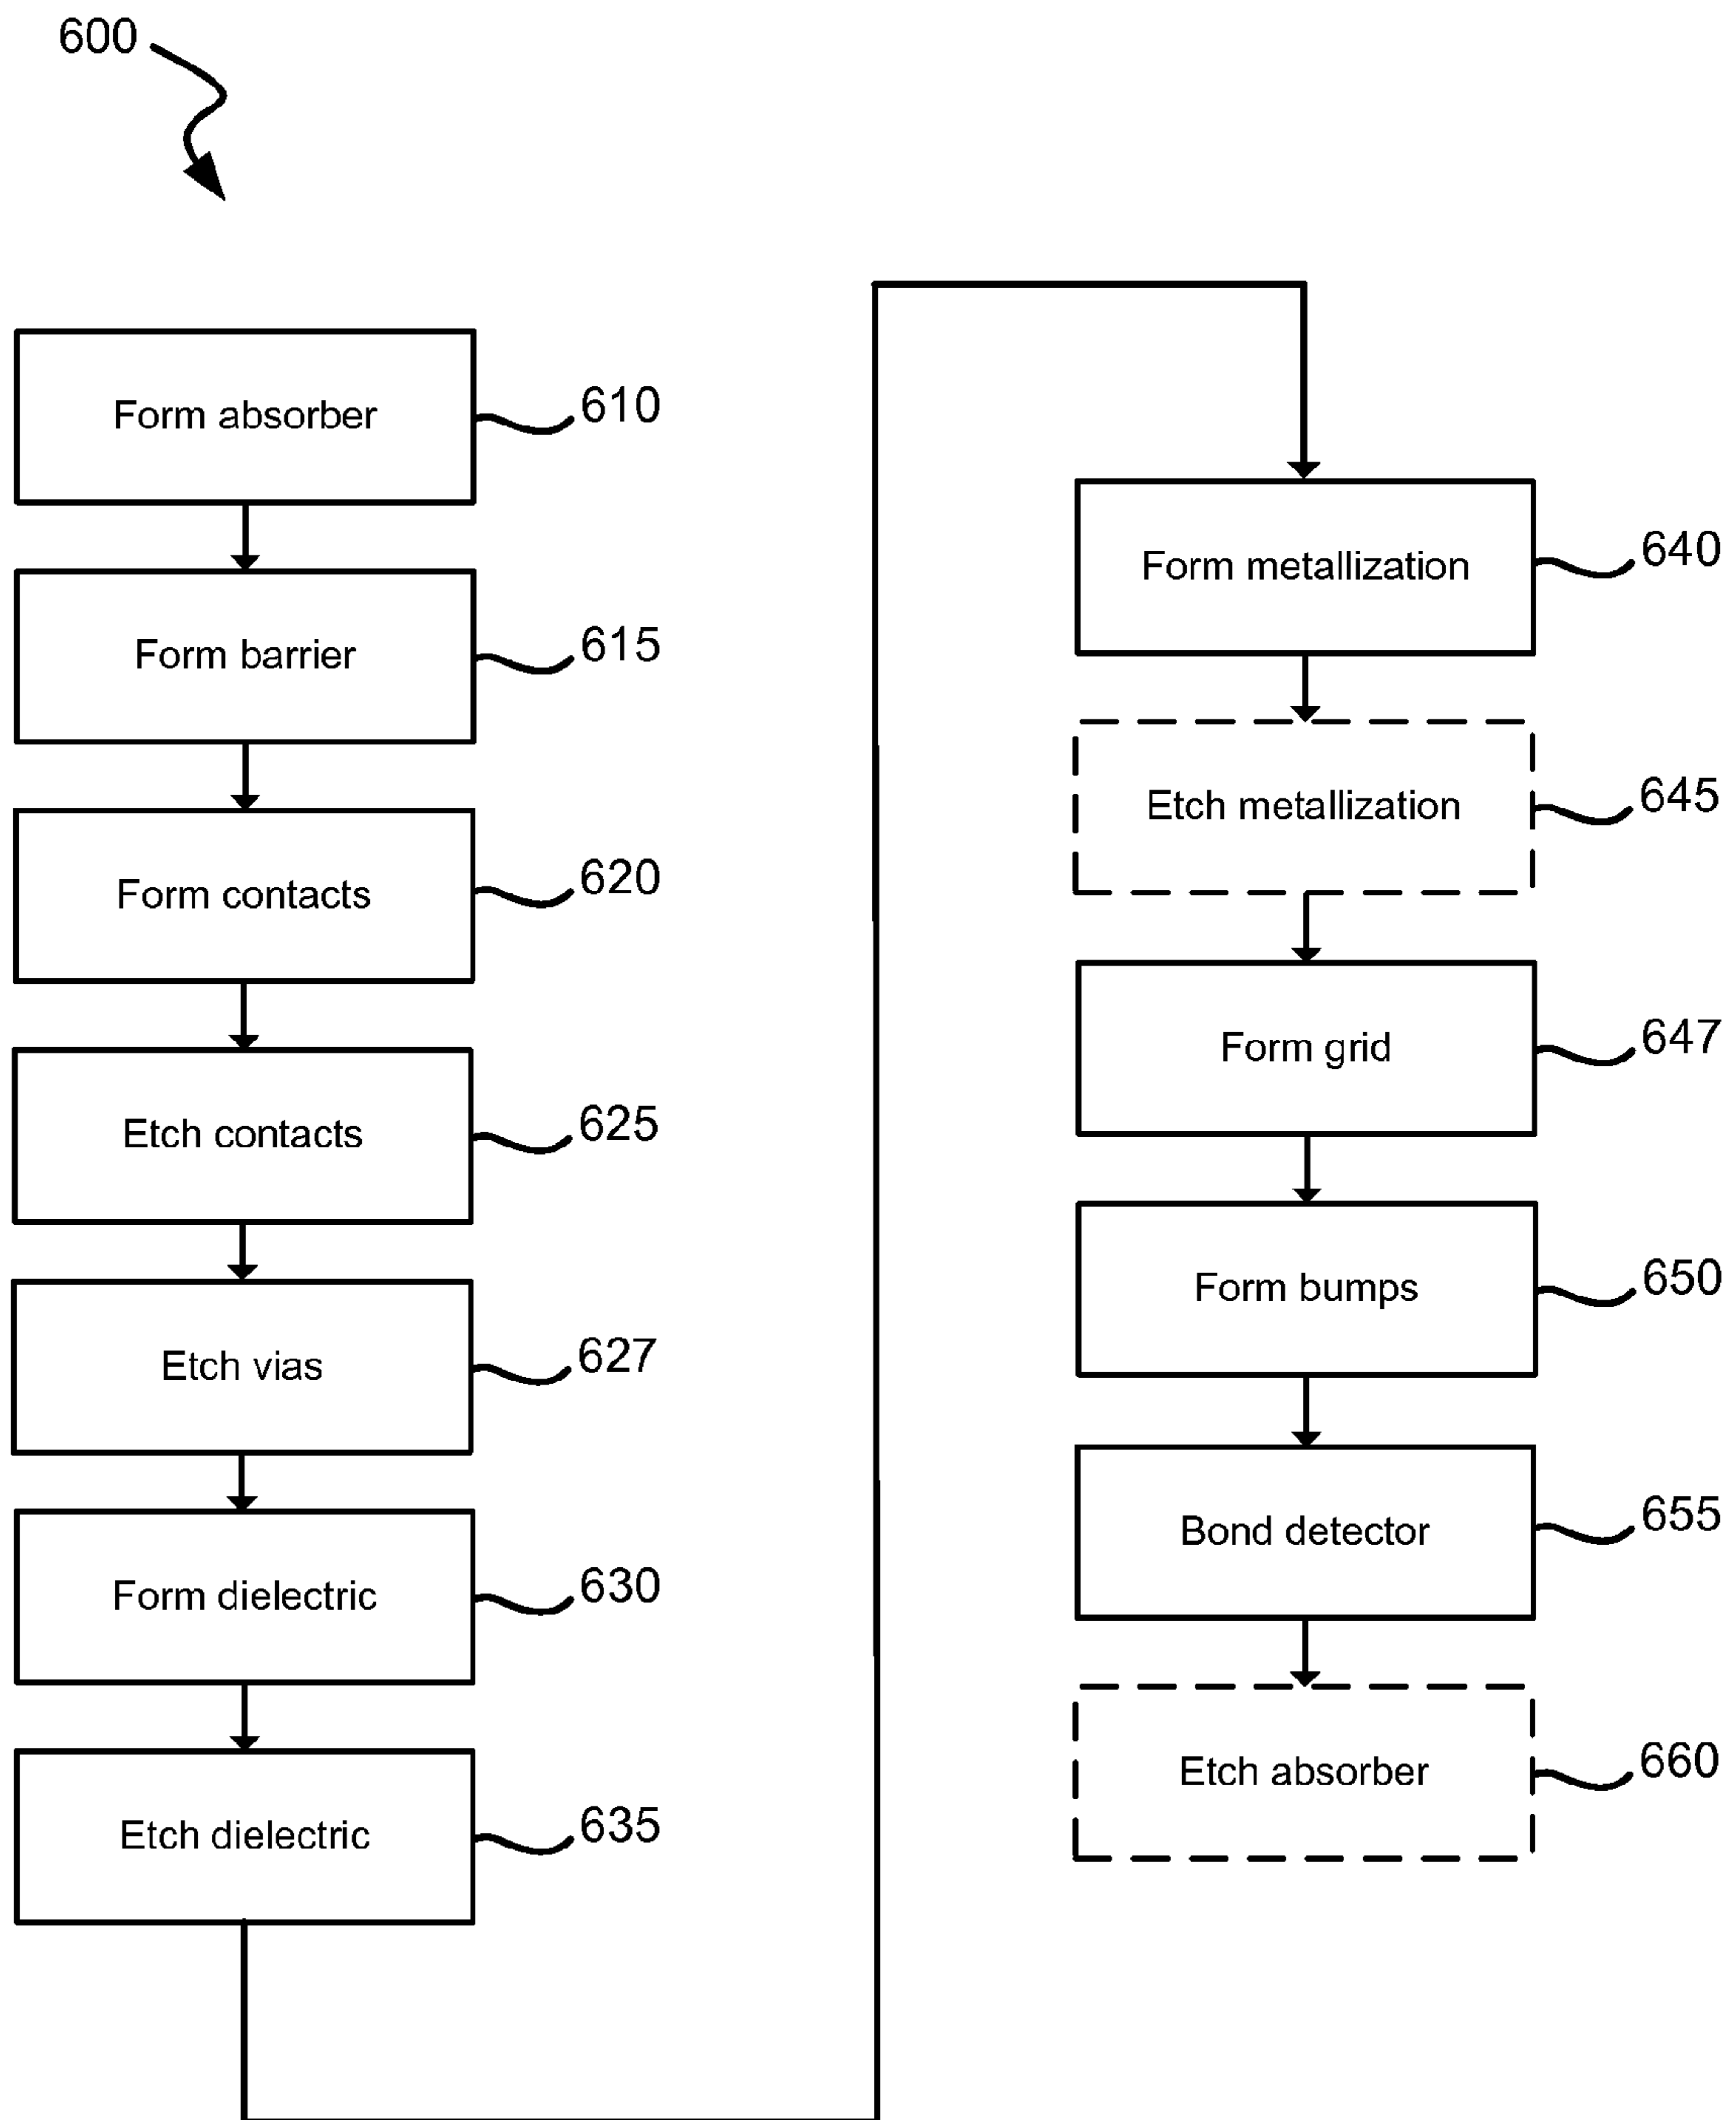 600
Form absorber
610
Form barrier
615
Form contacts
620
Etch contacts
625
Etch vias
627
Form dielectric
630
Etch dielectric
635
Form metallization
640
Etch metallization
645
Form grid
647
Form bumps
650
Bond detector
655
Etch absorber
660